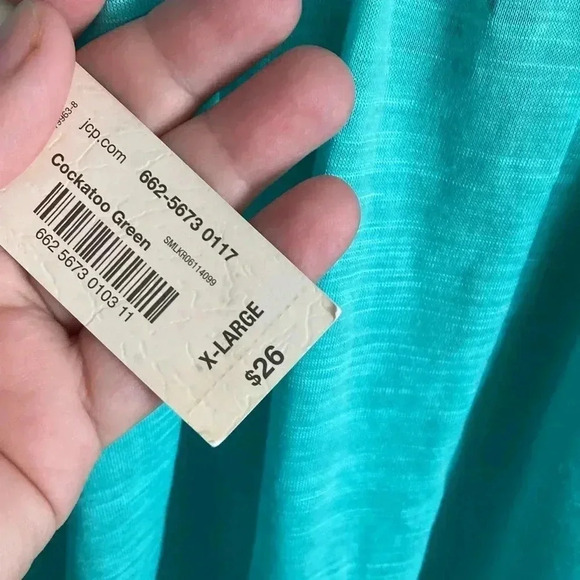 jcp.com
662-5673 0117
Cockatoo Green
SMLKR06114099
662 5673 0103 11
X-LARGE
$26